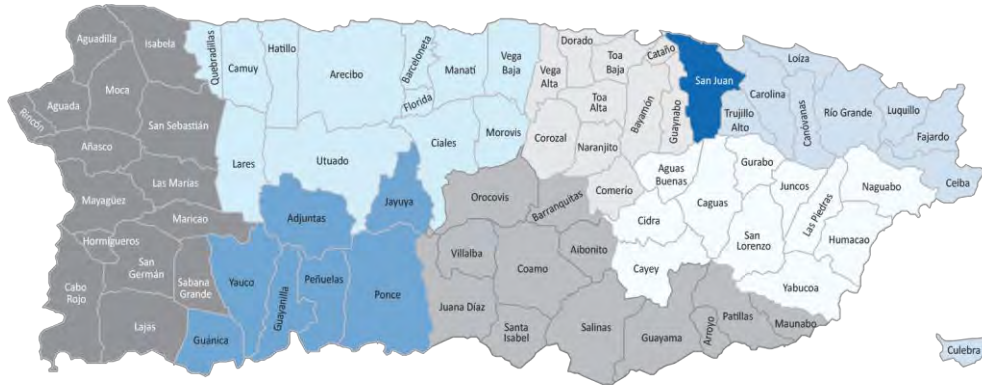 Aguadilla
Isabela
Quebradillas
Camuy
Hatillo
Arecibo
Barceloneta
Manatí
Vega
Baja
Dorado
Vega
Alta
Toa
Baja
Cataño
San Juan
Loíza
Moca
Aguada
Rincón
San Sebastián
Añasco
Florida
Ciales
Morovis
Corozal
Toa
Alta
Naranjito
Bayamón
Guaynabo
Trujillo
Alto
Carolina
Canóvanas
Río Grande
Luquillo
Fajardo
Ceiba
Lares
Utuado
Las Marías
Mayagüez
Maricao
Adjuntas
Jayuya
Orocovis
Barranquitas
Comerío
Aguas
Buenas
Gurabo
Caguas
Juncos
Las Piedras
Naguabo
Humacao
Cidra
San
Lorenzo
Cayey
Yabucoa
Hormigueros
San
Germán
Sabana
Grande
Cabo
Rojo
Lajas
Yauco
Guánica
Guayanilla
Peñuelas
Ponce
Villalba
Juana Díaz
Coamo
Aibonito
Santa
Isabel
Salinas
Guayama
Arroyo
Patillas
Maunabo
Culebra